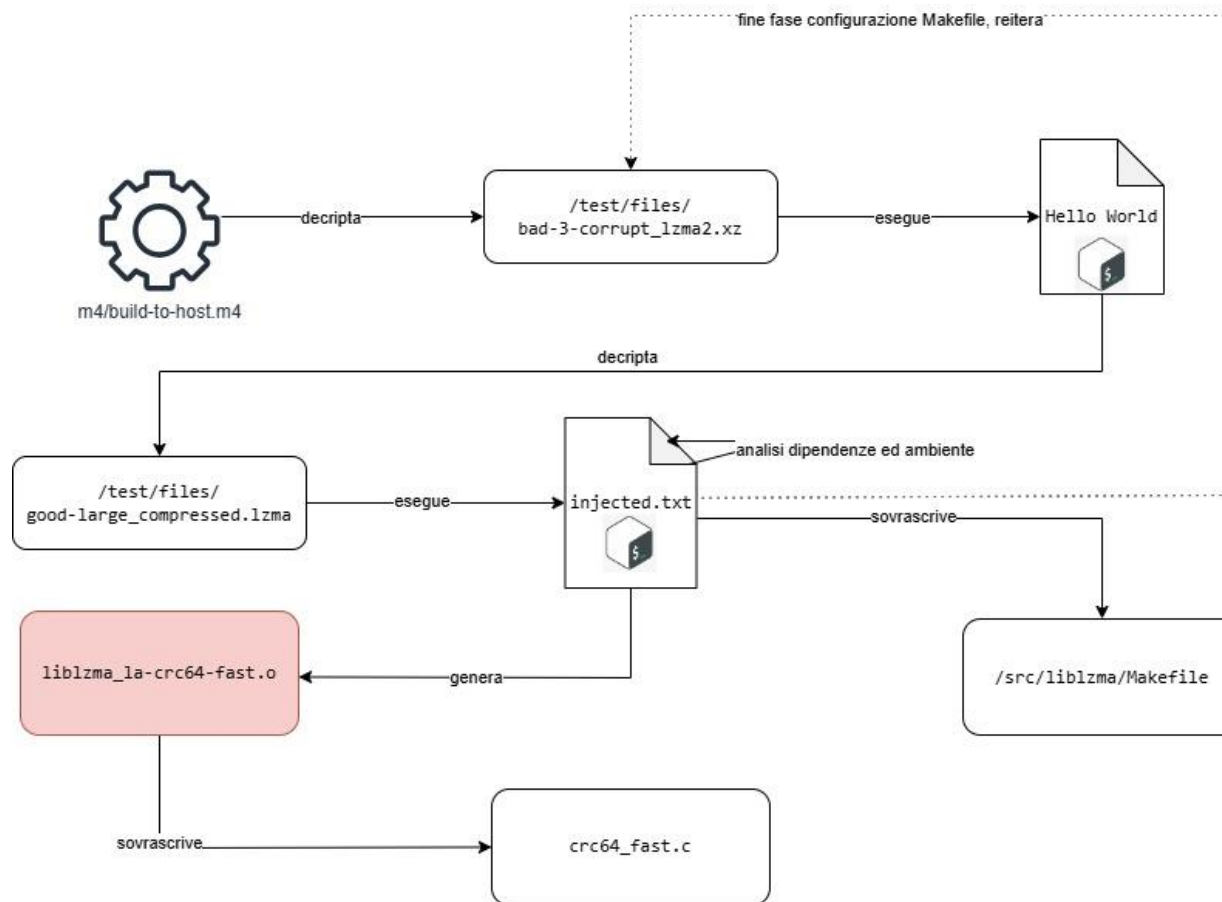 fine fase configurazione Makefile, reitera
decripta
/test/files/
bad-3-corrupt_lzma2.xz
esegue
Hello World
$_
m4/build-to-host.m4
decripta
/test/files/
good-large_compressed.lzma
esegue
injected.txt
$_
analisi dipendenze ed ambiente
sovrascrive
liblzma_la-crc64-fast.o
genera
/src/liblzma/Makefile
sovrascrive
crc64_fast.c